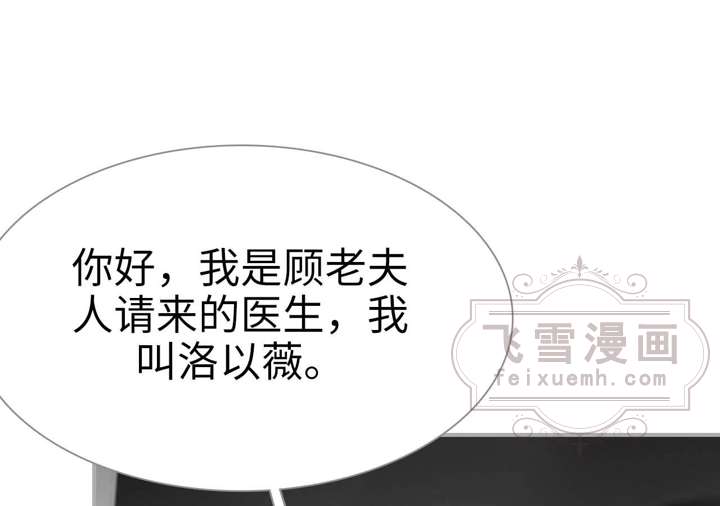 你好，我是顾老夫
人请来的医生，我
叫洛以薇。
飞雪漫画
feixuemh.com